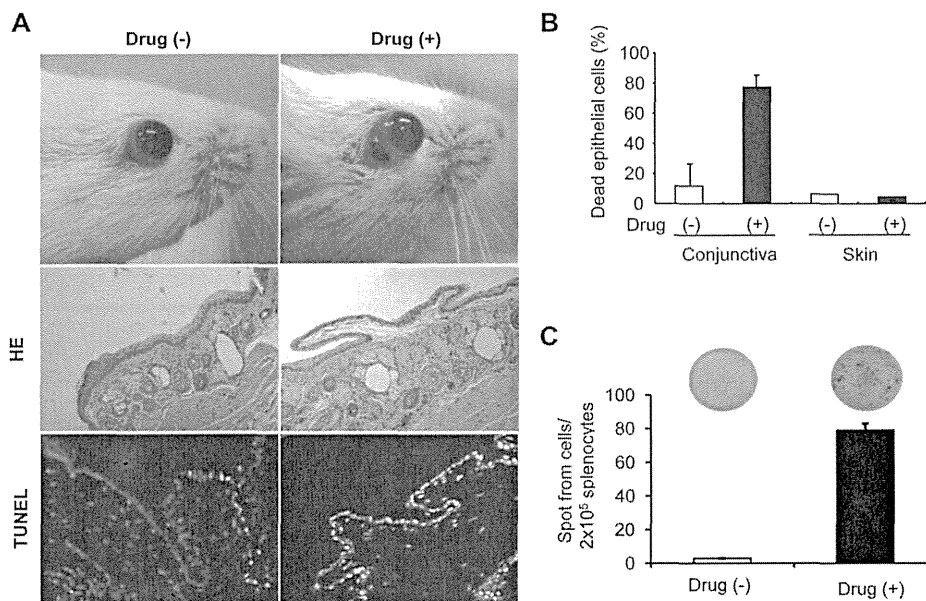 A
Drug (-)
Drug (+)
HE
TUNEL
B
Dead epithelial cells (%)
100
80
60
40
20
0
Drug (-) (+) (-) (+)
Conjunctiva Skin
C
Spot from cells/
2x10⁵ splenocytes
100
80
60
40
20
0
Drug (-) Drug (+)